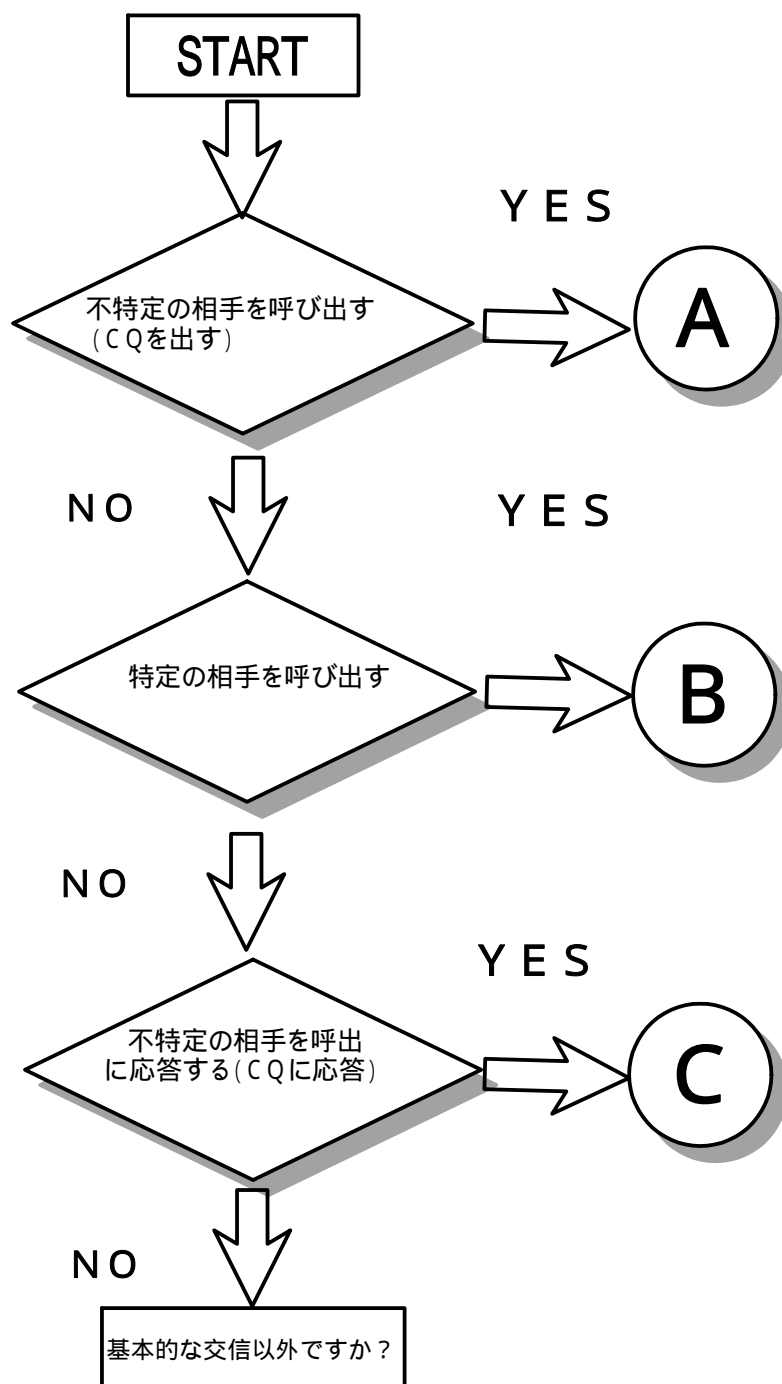 START
ＹＥＳ
不特定の相手を呼び出す
(ＣＱを出す)
A
ＮＯ
ＹＥＳ
特定の相手を呼び出す
B
ＮＯ
ＹＥＳ
不特定の相手を呼出
に応答する(ＣＱに応答)
C
ＮＯ
基本的な交信以外ですか？